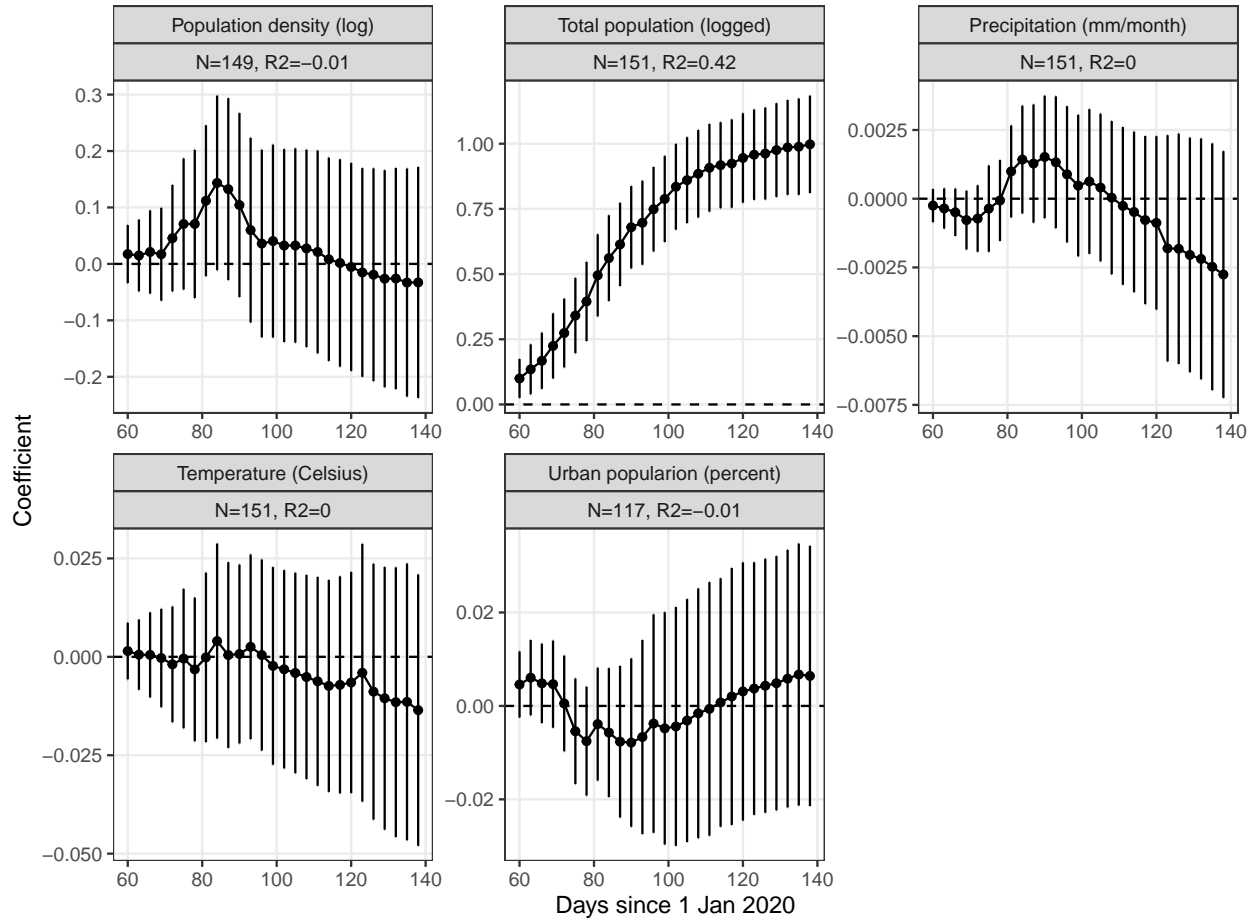 Population density (log)
N=149, R2=−0.01
0.3
0.2
0.1
0.0
−0.1
−0.2
60 80 100 120 140
Total population (logged)
N=151, R2=0.42
1.00
0.75
0.50
0.25
0.00
60 80 100 120 140
Precipitation (mm/month)
N=151, R2=0
0.0025
0.0000
−0.0025
−0.0050
−0.0075
60 80 100 120 140
Coefficient
Temperature (Celsius)
N=151, R2=0
0.025
0.000
−0.025
−0.050
60 80 100 120 140
Urban popularion (percent)
N=117, R2=−0.01
0.02
0.00
−0.02
60 80 100 120 140
Days since 1 Jan 2020